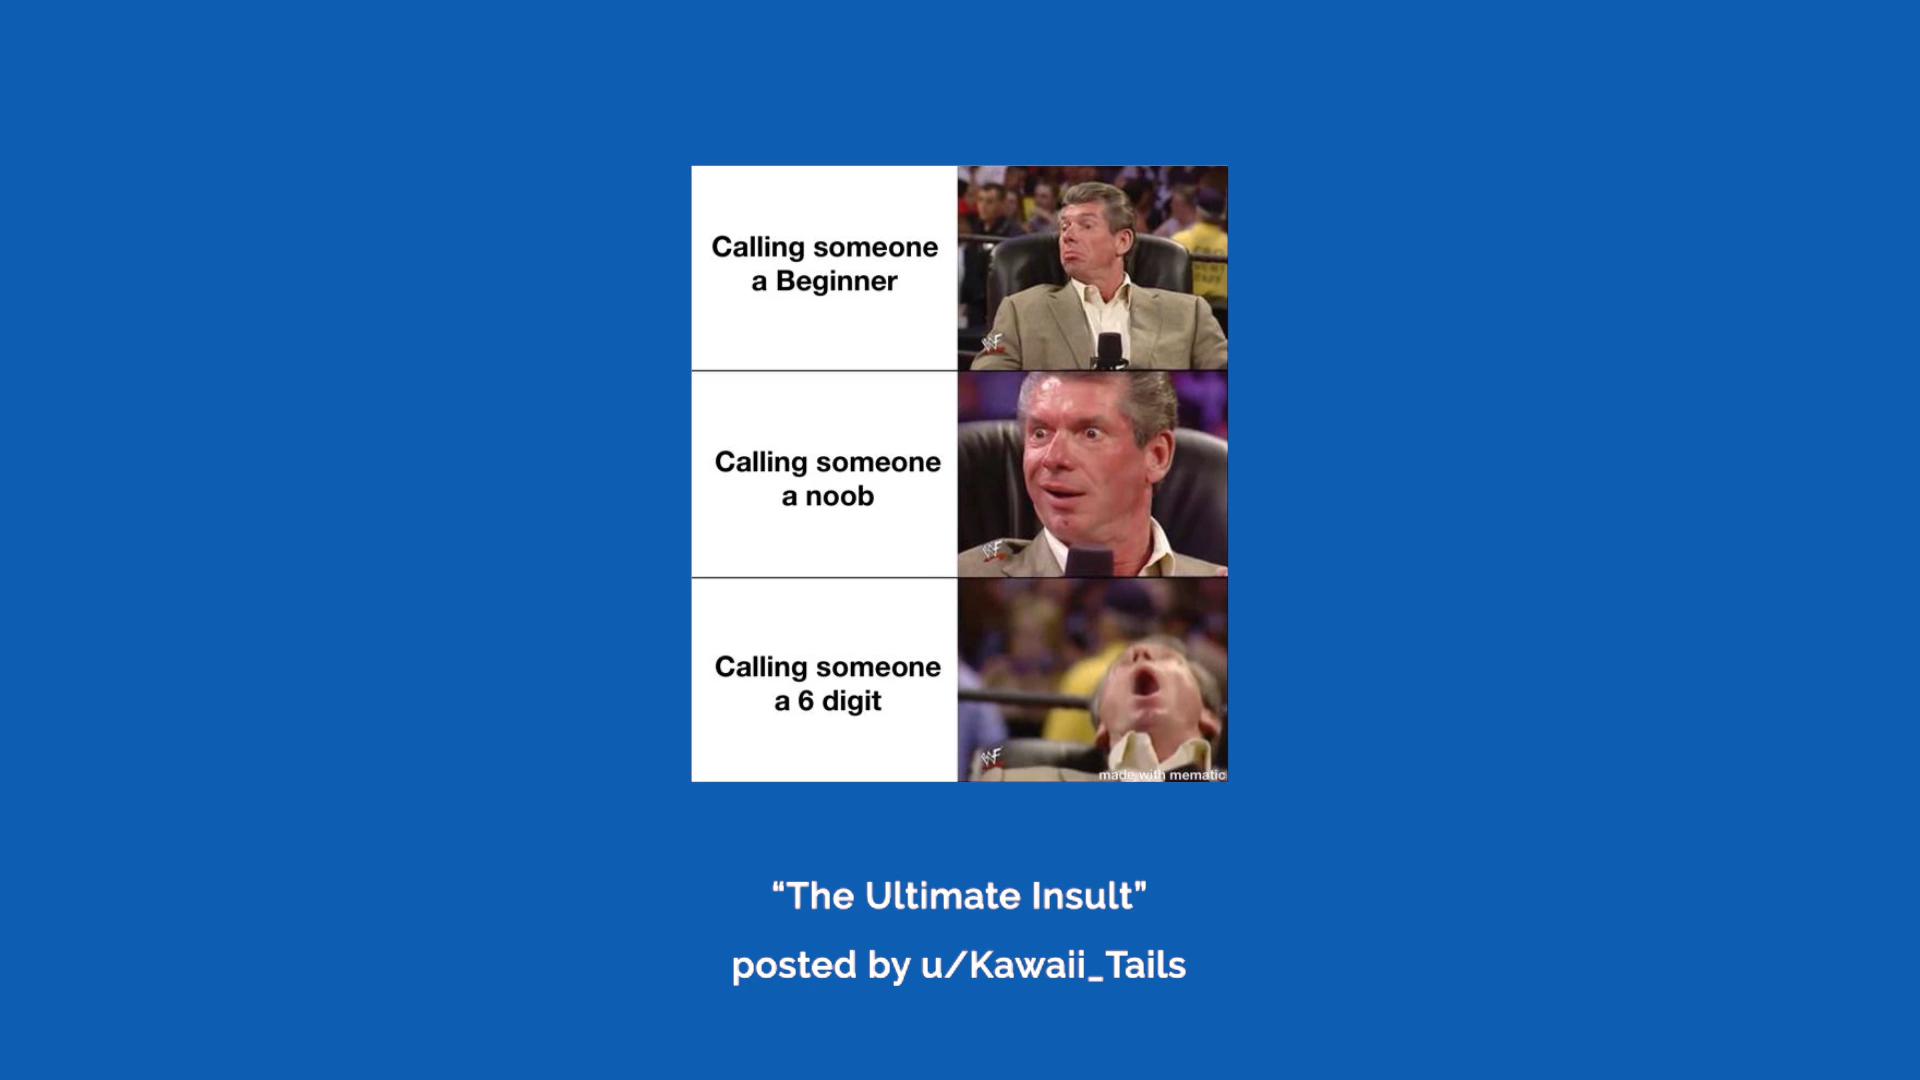 Calling someone
a Beginner
Calling someone
a noob
Calling someone
a 6 digit
made with mematic
“The Ultimate Insult”
posted by u/Kawaii_Tails